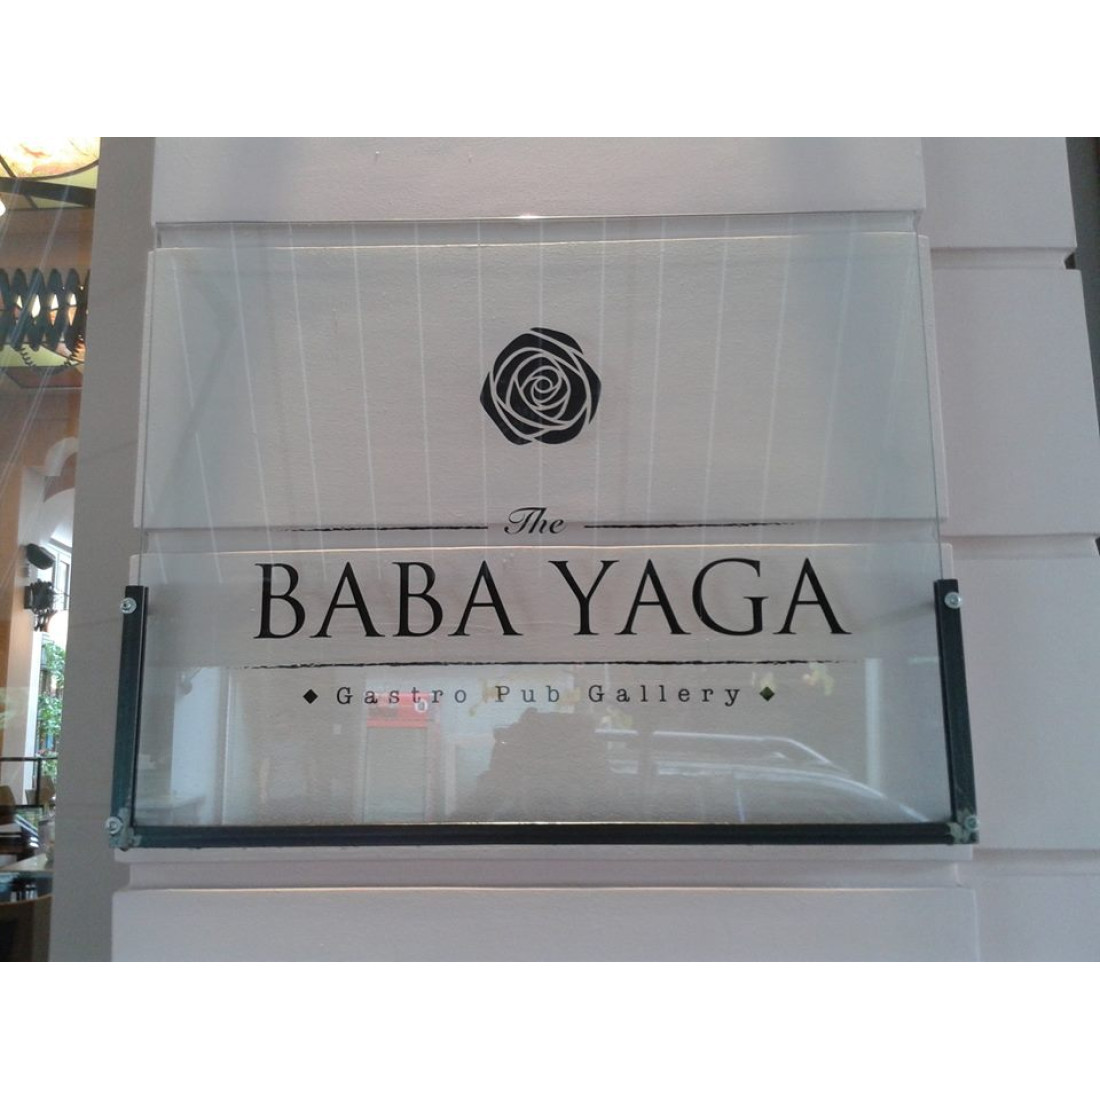 The
BABA YAGA
◆ Gastro Pub Gallery ◆